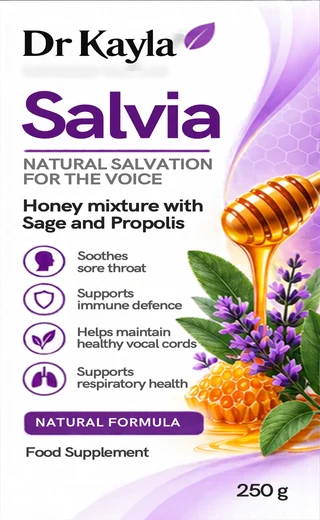 Dr Kayla
Salvia
NATURAL SALVATION
FOR THE VOICE
Honey mixture with
Sage and Propolis
Soothes
sore throat
Supports
immune defence
Helps maintain
healthy vocal cords
Supports
respiratory health
NATURAL FORMULA
Food Supplement
250 g